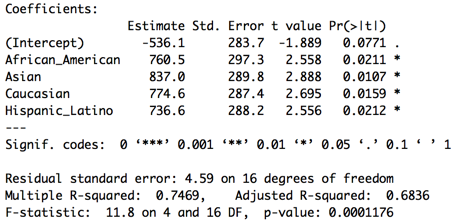 Coefficients:
Estimate Std. Error t value Pr(>|t|)
(Intercept) -536.1 283.7 -1.889 0.0771 .
African_American 760.5 297.3 2.558 0.0211 *
Asian 837.0 289.8 2.888 0.0107 *
Caucasian 774.6 287.4 2.695 0.0159 *
Hispanic_Latino 736.6 288.2 2.556 0.0212 *
---
Signif. codes: 0 ‘***’ 0.001 ‘**’ 0.01 ‘*’ 0.05 ‘.’ 0.1 ‘ ’ 1
Residual standard error: 4.59 on 16 degrees of freedom
Multiple R-squared: 0.7469, Adjusted R-squared: 0.6836
F-statistic: 11.8 on 4 and 16 DF, p-value: 0.0001176